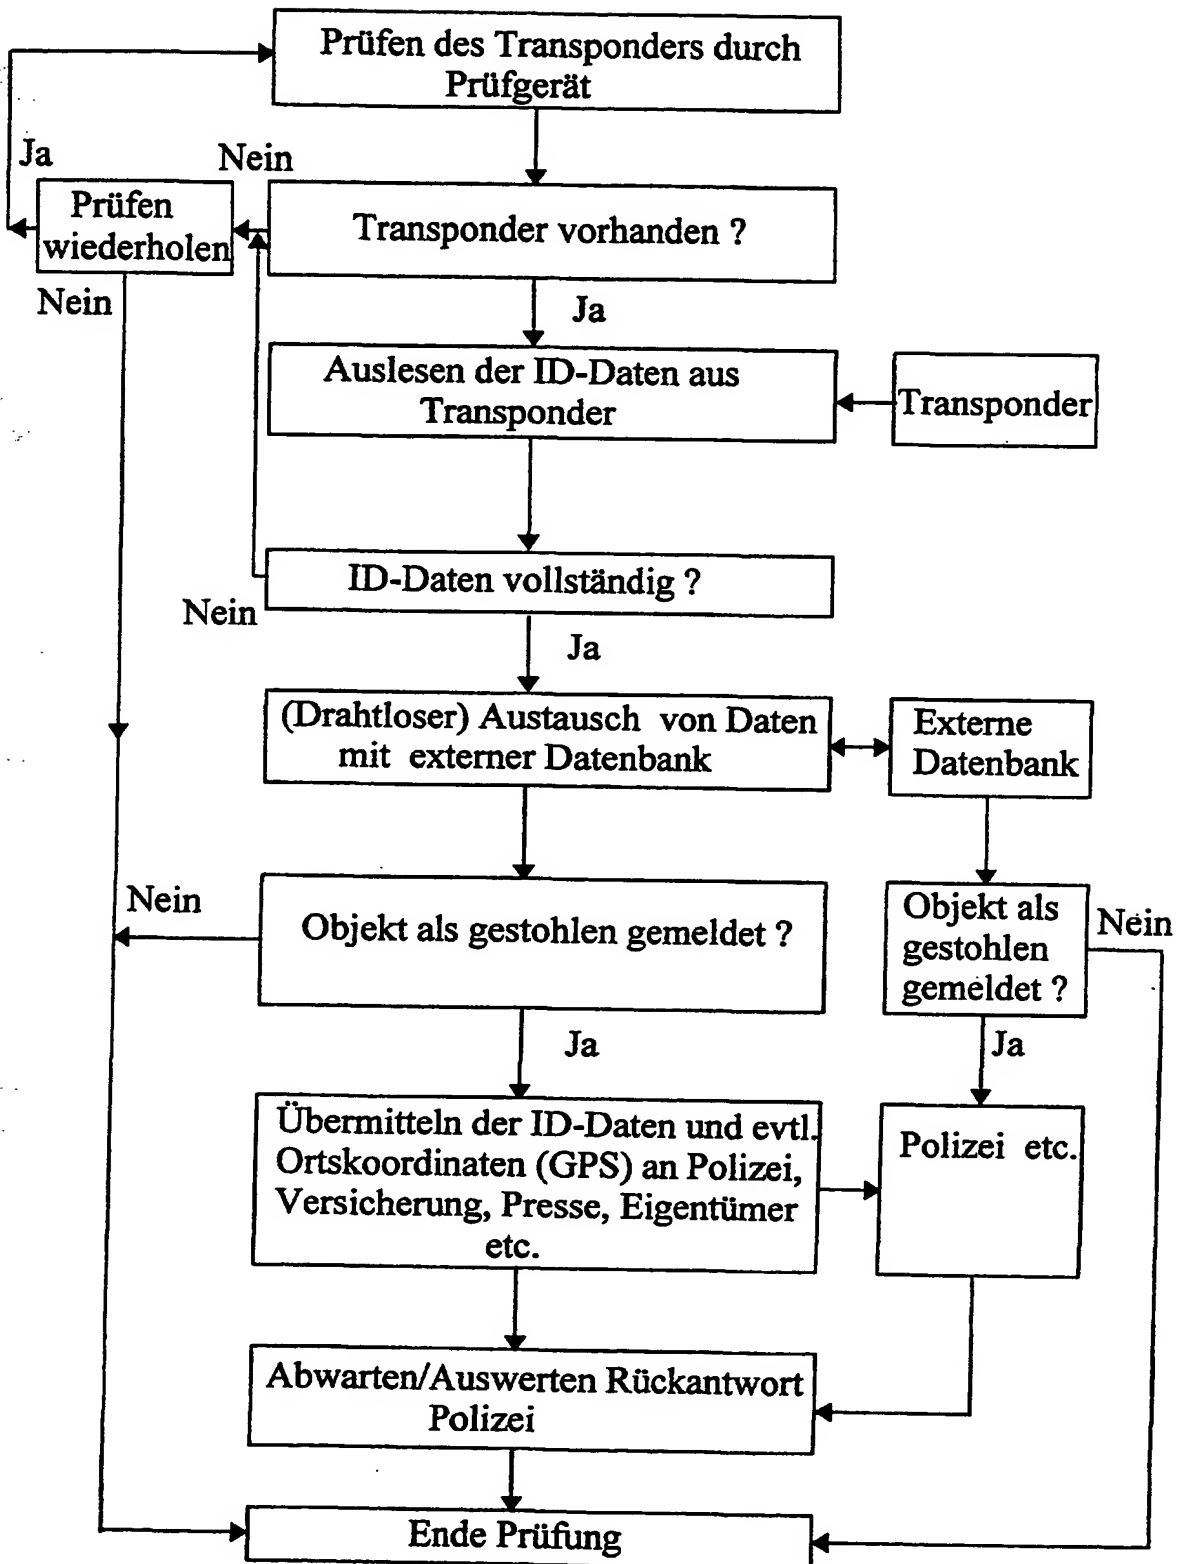 Prüfen des Transponders durch
Prüfgerät
Ja
Nein
Prüfen
wiederholen
Transponder vorhanden ?
Nein
Ja
Auslesen der ID-Daten aus
Transponder
Transponder
ID-Daten vollständig ?
Nein
Ja
(Drahtloser) Austausch von Daten
mit externer Datenbank
Externe
Datenbank
Nein
Objekt als gestohlen gemeldet ?
Objekt als
gestohlen
gemeldet ?
Nein
Ja
Ja
Übermitteln der ID-Daten und evtl.
Ortskoordinaten (GPS) an Polizei,
Versicherung, Presse, Eigentümer
etc.
Polizei etc.
Abwarten/Auswerten Rückantwort
Polizei
Ende Prüfung